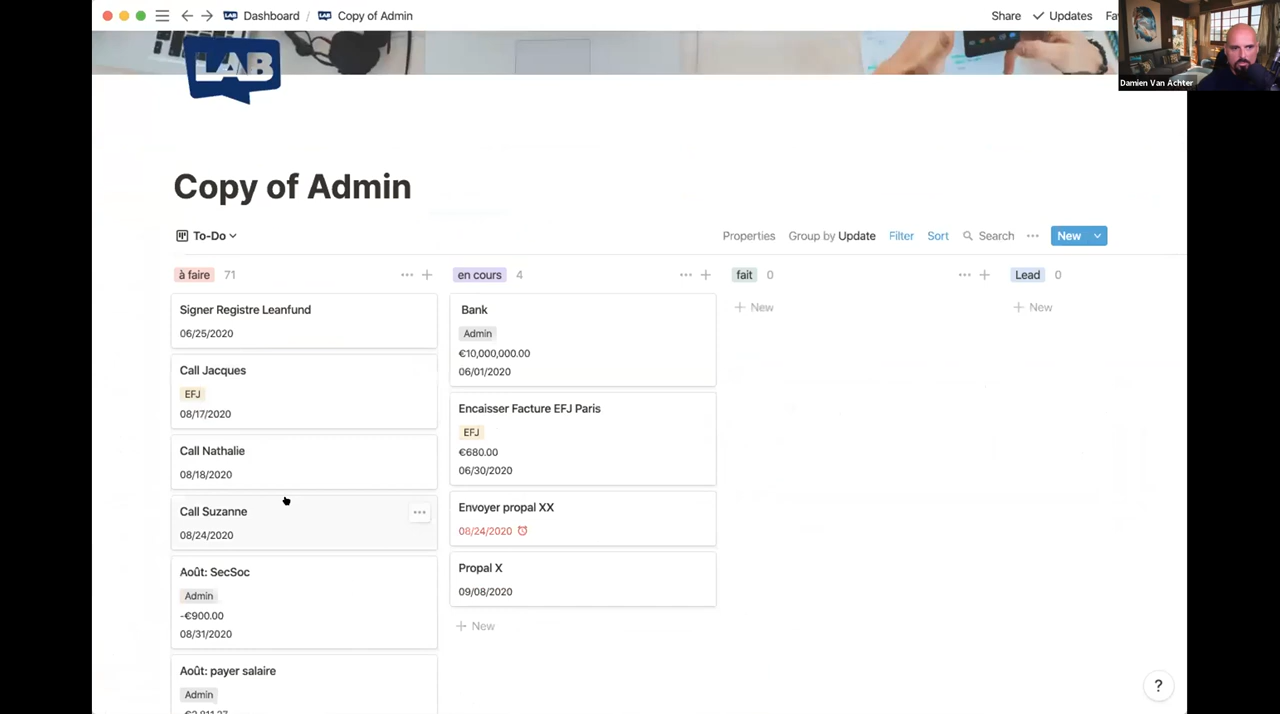 Dashboard / Copy of Admin
Share Updates
Damien Van Achter
LAB
Copy of Admin
To-Do
Properties Group by Update Filter Sort Search ... New
à faire 71
Signer Registre Leanfund
06/25/2020
Call Jacques
EFJ
08/17/2020
Call Nathalie
08/18/2020
Call Suzanne
08/24/2020
Août: SecSoc
Admin
-€900.00
08/31/2020
Août: payer salaire
Admin
en cours 4
Bank
Admin
€10,000,000.00
06/01/2020
Encaisser Facture EFJ Paris
EFJ
€680.00
06/30/2020
Envoyer propal XX
08/24/2020
Propal X
09/08/2020
+ New
fait 0
+ New
Lead 0
+ New
?